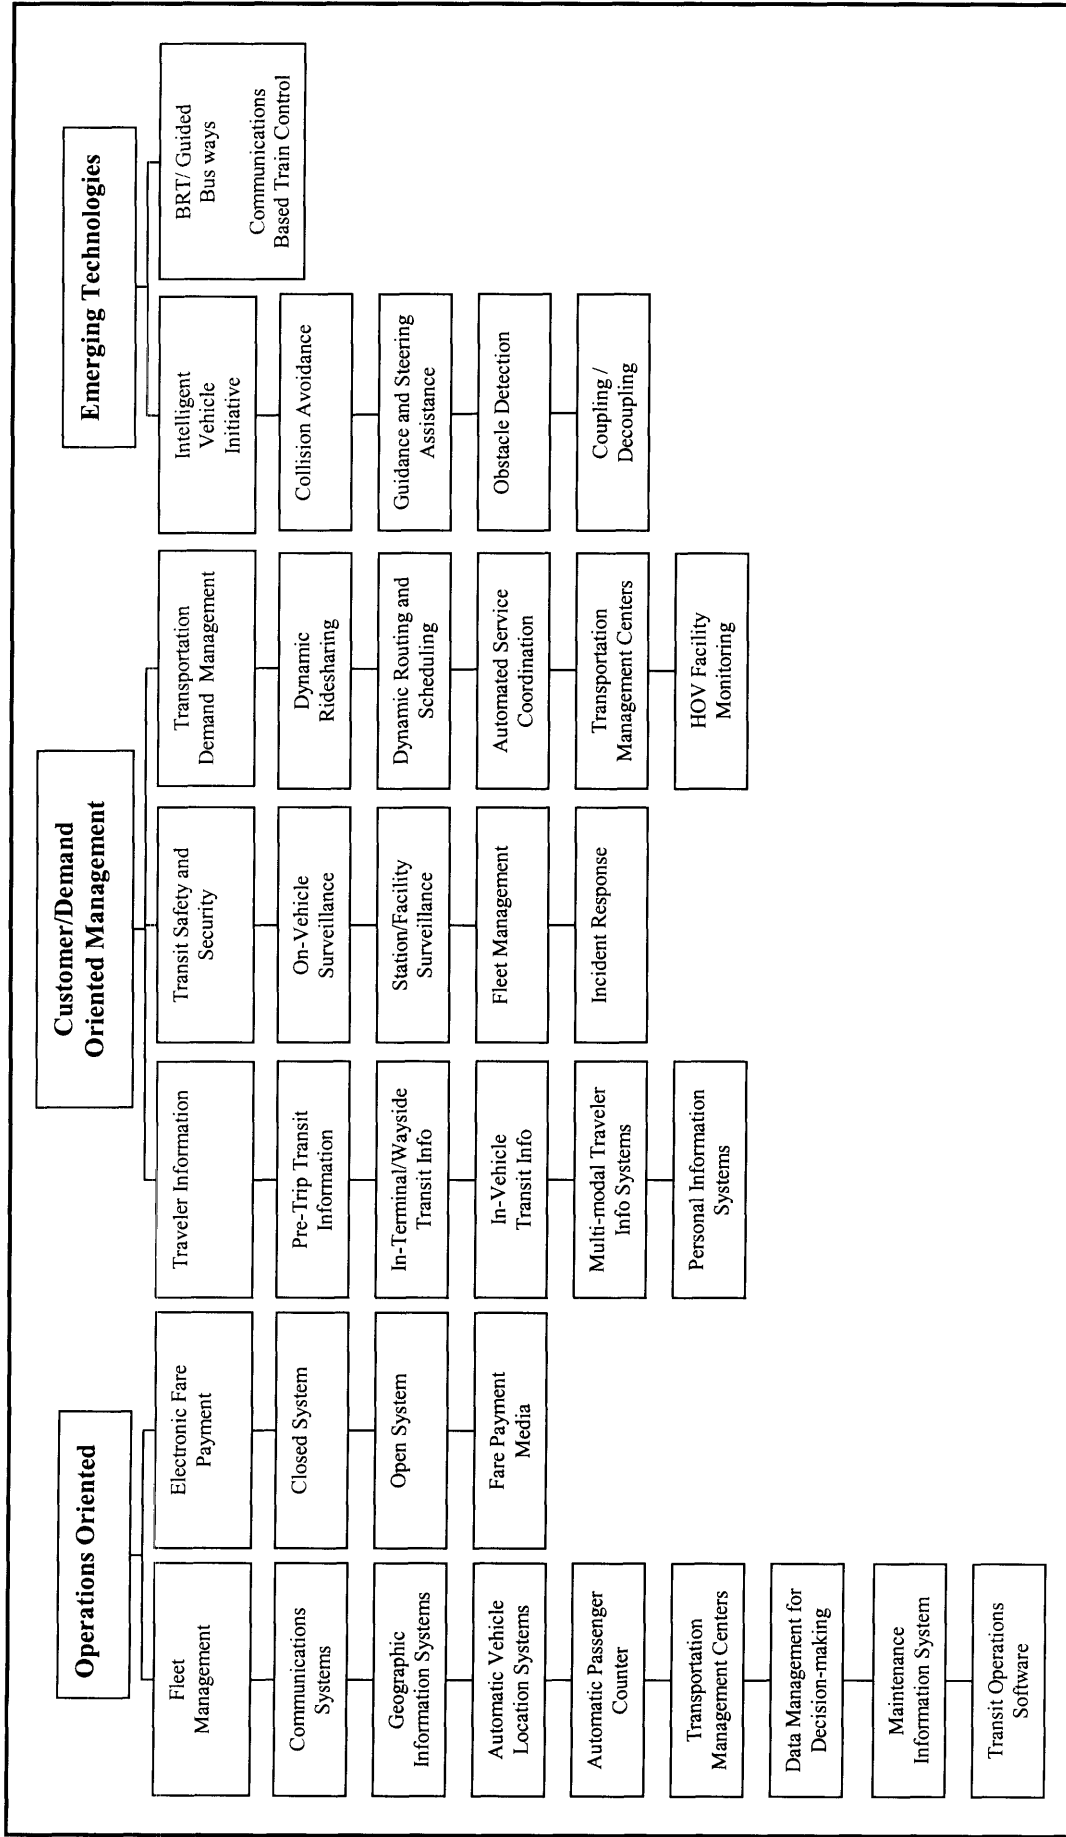 Operations Oriented
Fleet
Management
Communications
Systems
Geographic
Information Systems
Automatic Vehicle
Location Systems
Automatic Passenger
Counter
Transportation
Management Centers
Data Management for
Decision-making
Maintenance
Information System
Transit Operations
Software
Electronic Fare
Payment
Closed System
Open System
Fare Payment
Media
Customer/Demand
Oriented Management
Traveler Information
Pre-Trip Transit
Information
In-Terminal/Wayside
Transit Info
In-Vehicle
Transit Info
Multi-modal Traveler
Info Systems
Personal Information
Systems
Transit Safety and
Security
On-Vehicle
Surveillance
Station/Facility
Surveillance
Fleet Management
Incident Response
Transportation
Demand Management
Dynamic
Ridesharing
Dynamic Routing and
Scheduling
Automated Service
Coordination
Transportation
Management Centers
HOV Facility
Monitoring
Emerging Technologies
Intelligent
Vehicle
Initiative
Collision Avoidance
Guidance and Steering
Assistance
Obstacle Detection
Coupling /
Decoupling
BRT/ Guided
Bus ways
Communications
Based Train Control